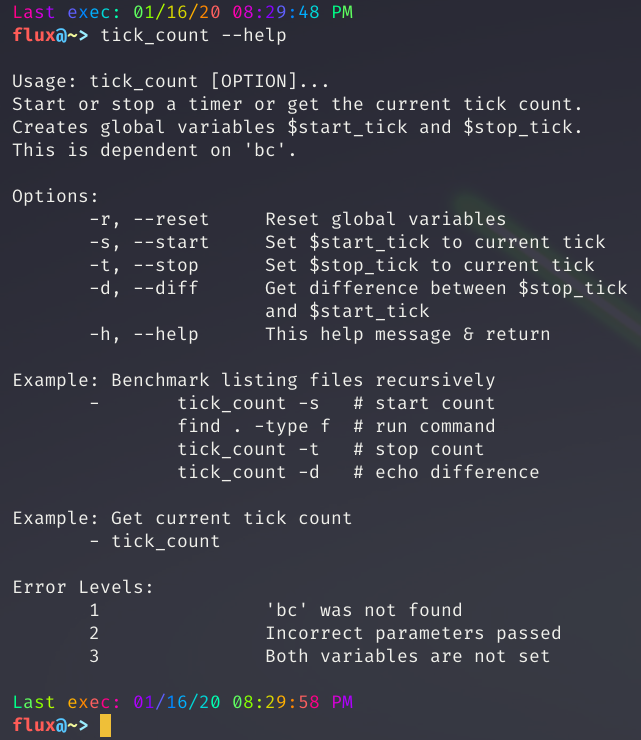 Last exec: 01/16/20 08:29:48 PM
flux@~> tick_count --help
Usage: tick_count [OPTION]...
Start or stop a timer or get the current tick count.
Creates global variables $start_tick and $stop_tick.
This is dependent on 'bc'.
Options:
-r, --reset     Reset global variables
-s, --start     Set $start_tick to current tick
-t, --stop      Set $stop_tick to current tick
-d, --diff      Get difference between $stop_tick
and $start_tick
-h, --help      This help message & return
Example: Benchmark listing files recursively
-       tick_count -s   # start count
find . -type f  # run command
tick_count -t   # stop count
tick_count -d   # echo difference
Example: Get current tick count
- tick_count
Error Levels:
1               'bc' was not found
2               Incorrect parameters passed
3               Both variables are not set
Last exec: 01/16/20 08:29:58 PM
flux@~>